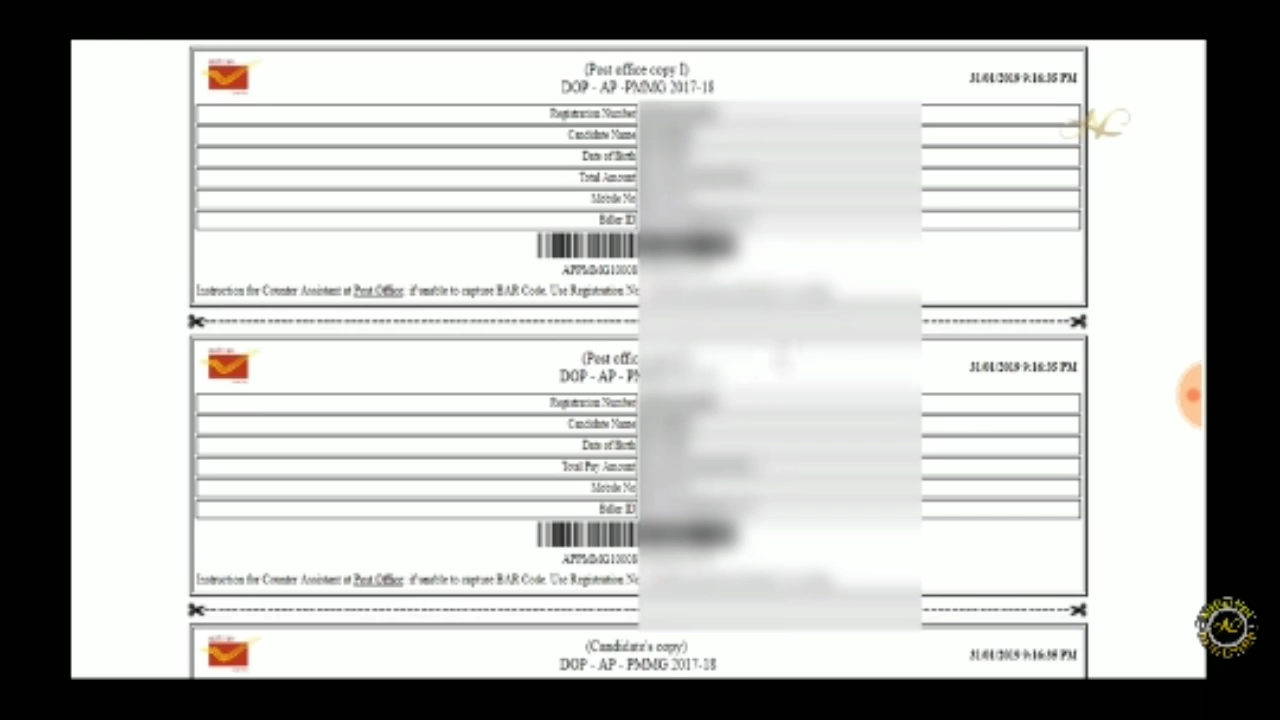 (Post office copy I)
DOP - AP -PMMG 2017-18
31/01/2019 9:16:35 PM
Registration Number
Candidate Name
Date of Birth
Total Amount
Mobile No
Biller ID
APPMMG10008
Instruction for Counter Assistant at Post Office: if unable to capture BAR Code. Use Registration No
(Post offic
DOP - AP - PM
31/01/2019 9:16:35 PM
Registration Number
Candidate Name
Date of Birth
Total Pay Amount
Mobile No
Biller ID
APPMMG10008
Instruction for Counter Assistant at Post Office: if unable to capture BAR Code. Use Registration No
(Candidate's copy)
DOP - AP - PMMG 2017-18
31/01/2019 9:16:35 PM